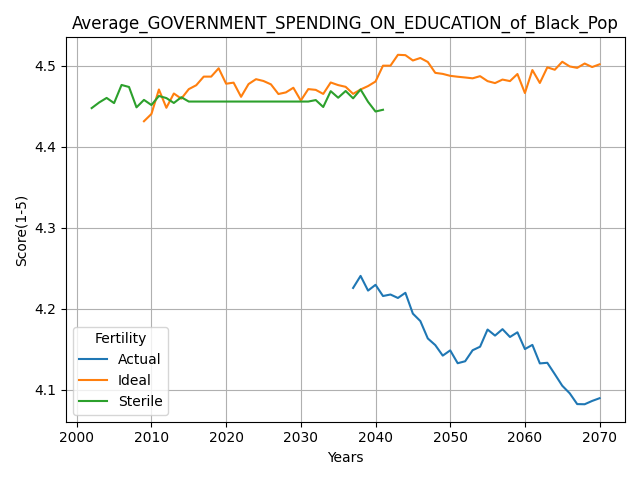 Average_GOVERNMENT_SPENDING_ON_EDUCATION_of_Black_Pop
4.5
4.4
4.3
4.2
4.1
Score(1-5)
Fertility
Actual
Ideal
Sterile
2000 2010 2020 2030 2040 2050 2060 2070
Years